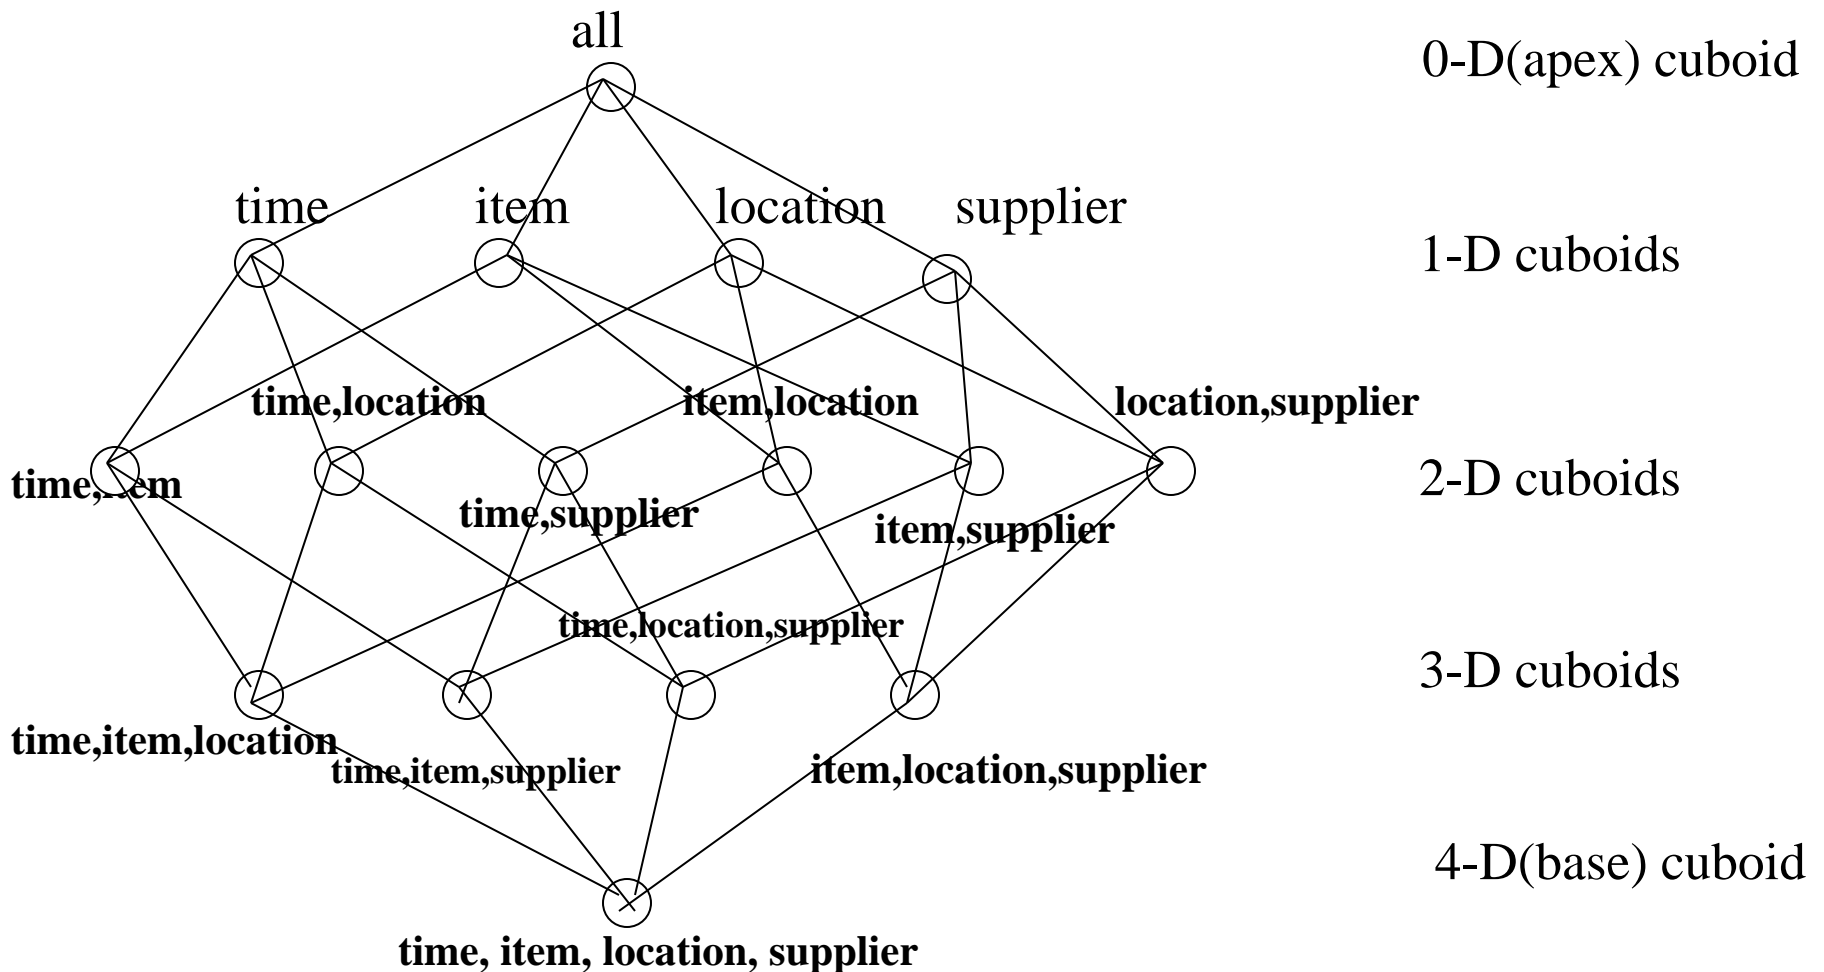 all
0-D(apex) cuboid
time
item
location
supplier
1-D cuboids
time,location
item,location
location,supplier
time,item
time,supplier
item,supplier
2-D cuboids
time,location,supplier
3-D cuboids
time,item,location
time,item,supplier
item,location,supplier
4-D(base) cuboid
time, item, location, supplier